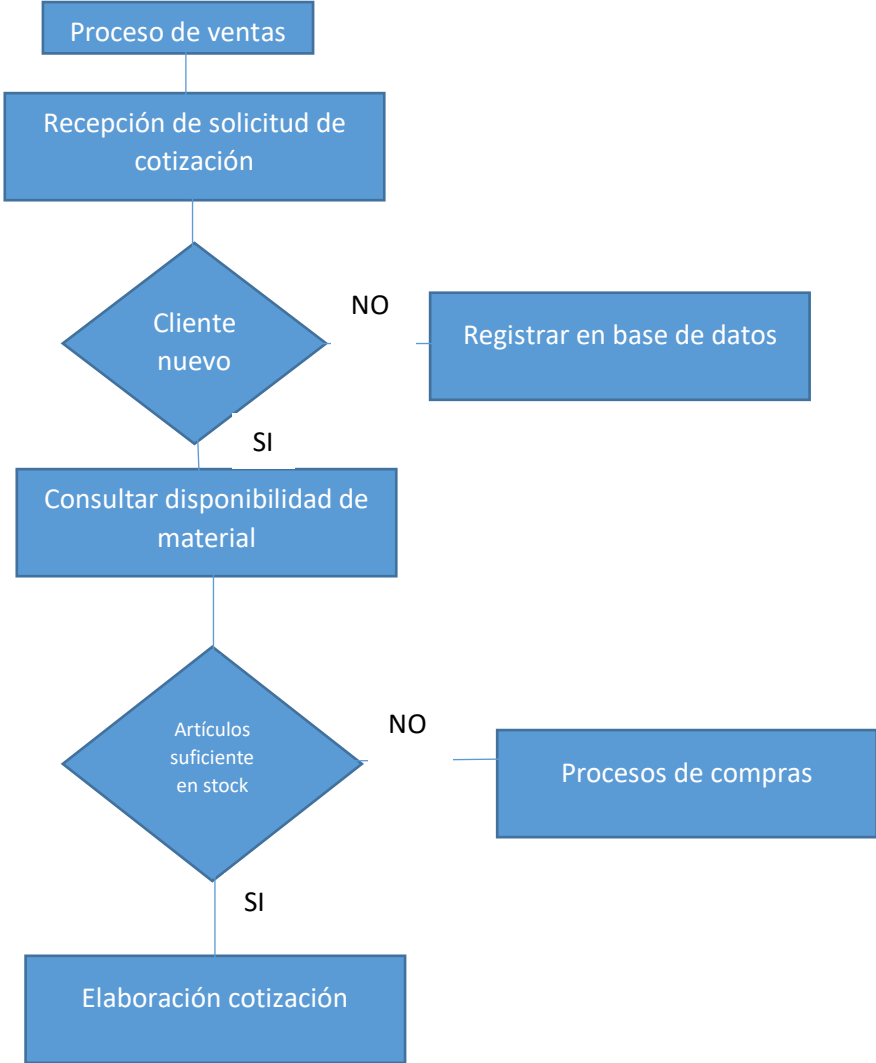 Proceso de ventas
Recepción de solicitud de
cotización
Cliente
nuevo
NO
Registrar en base de datos
SI
Consultar disponibilidad de
material
Artículos
suficiente
en stock
NO
Procesos de compras
SI
Elaboración cotización